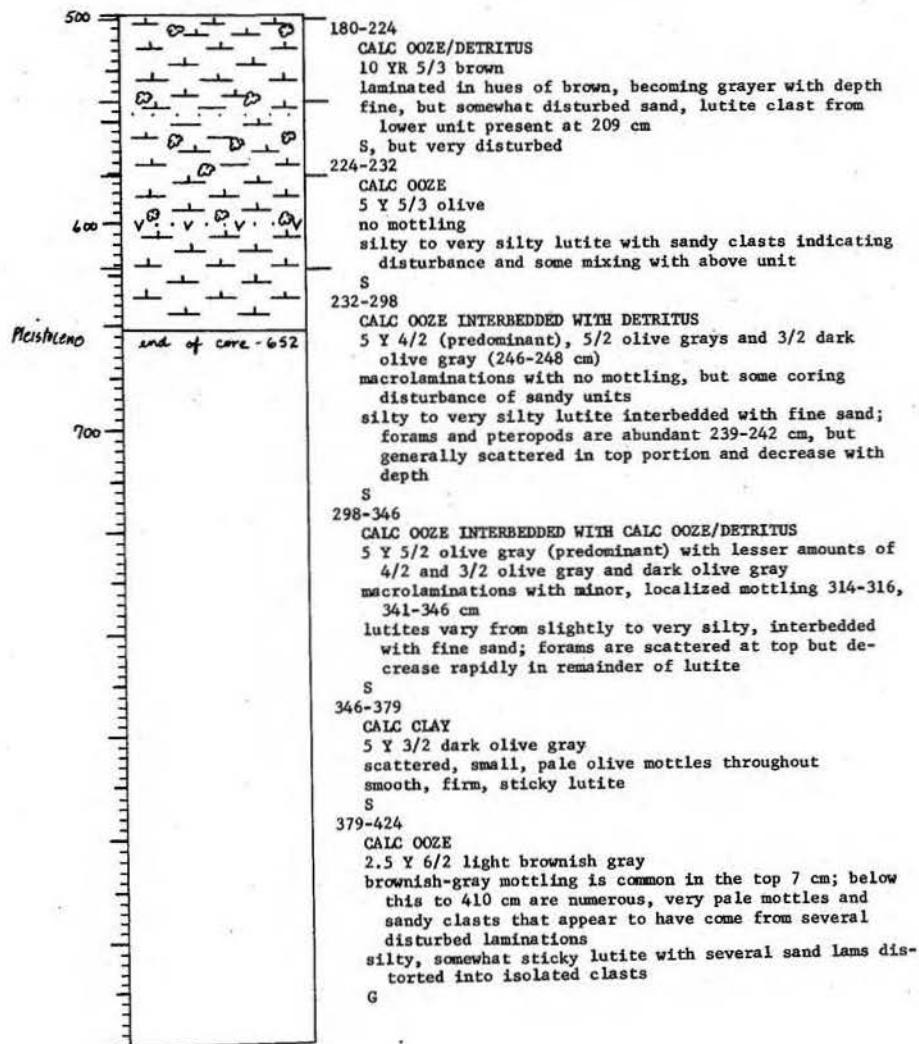 500
600
Pleistoceno
end of core - 652
700
180-224
CALC OOZE/DETRITUS
10 YR 5/3 brown
laminated in hues of brown, becoming grayer with depth
fine, but somewhat disturbed sand, lutite clast from
lower unit present at 209 cm
S, but very disturbed
224-232
CALC OOZE
5 Y 5/3 olive
no mottling
silty to very silty lutite with sandy clasts indicating
disturbance and some mixing with above unit
S
232-298
CALC OOZE INTERBEDDED WITH DETRITUS
5 Y 4/2 (predominant), 5/2 olive grays and 3/2 dark
olive gray (246-248 cm)
macrolaminations with no mottling, but some coring
disturbance of sandy units
silty to very silty lutite interbedded with fine sand;
forams and pteropods are abundant 239-242 cm, but
generally scattered in top portion and decrease with
depth
S
298-346
CALC OOZE INTERBEDDED WITH CALC OOZE/DETRITUS
5 Y 5/2 olive gray (predominant) with lesser amounts of
4/2 and 3/2 olive gray and dark olive gray
macrolaminations with minor, localized mottling 314-316,
341-346 cm
lutites vary from slightly to very silty, interbedded
with fine sand; forams are scattered at top but de-
crease rapidly in remainder of lutite
S
346-379
CALC CLAY
5 Y 3/2 dark olive gray
scattered, small, pale olive mottles throughout
smooth, firm, sticky lutite
S
379-424
CALC OOZE
2.5 Y 6/2 light brownish gray
brownish-gray mottling is common in the top 7 cm; below
this to 410 cm are numerous, very pale mottles and
sandy clasts that appear to have come from several
disturbed laminations
silty, somewhat sticky lutite with several sand lams dis-
torted into isolated clasts
G